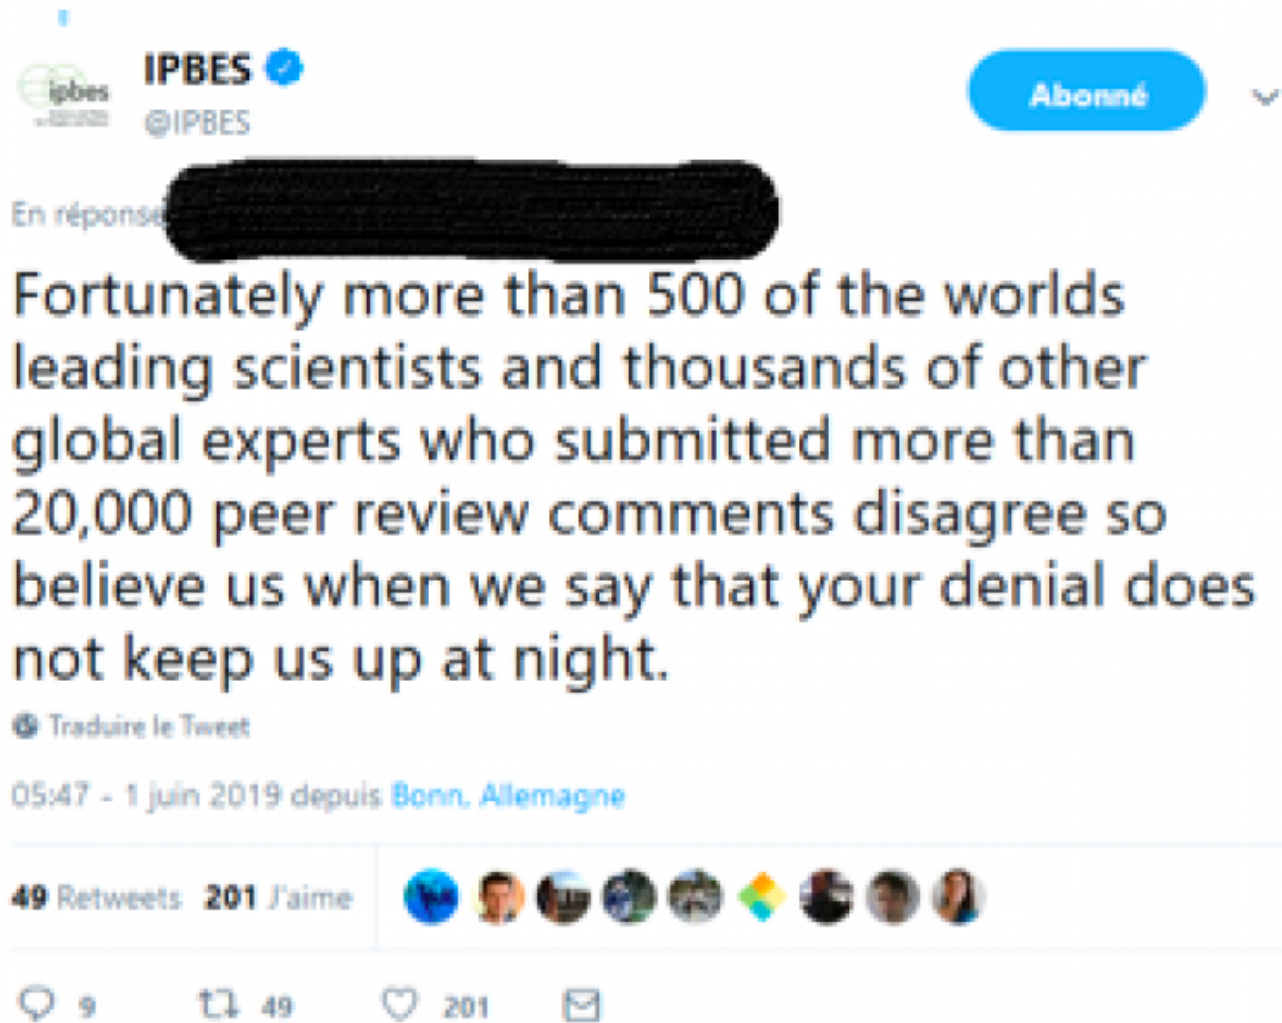 IPBES
ipbes
@IPBES
Abonné
En réponse
Fortunately more than 500 of the worlds
leading scientists and thousands of other
global experts who submitted more than
20,000 peer review comments disagree so
believe us when we say that your denial does
not keep us up at night.
Traduire le Tweet
05:47 - 1 juin 2019 depuis Bonn, Allemagne
49 Retweets 201 J'aime
9 49 201